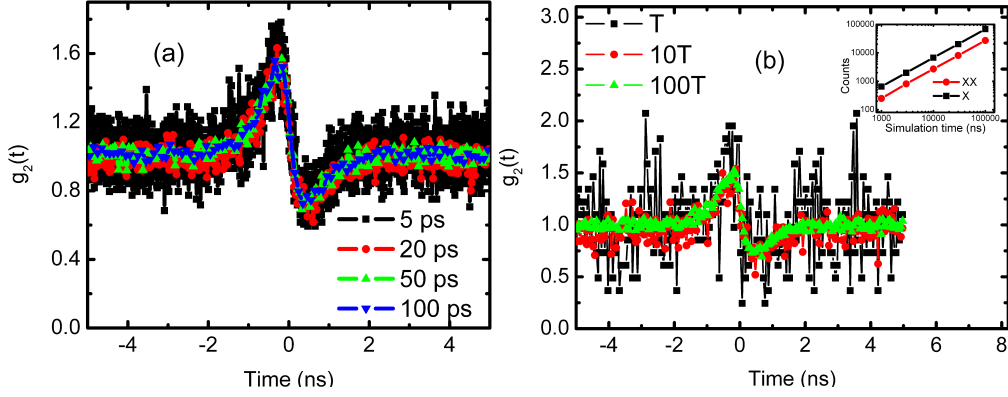 (a)
g2(t)
1.6
1.2
0.8
0.4
0.0
-4 -2 0 2 4
Time (ns)
5 ps
20 ps
50 ps
100 ps
(b)
g2(t)
3.0
2.5
2.0
1.5
1.0
0.5
0.0
-4 -2 0 2 4 6 8
Time (ns)
T
10T
100T
Counts
100000
10000
1000
100
1000 10000 100000
Simulation time (ns)
XX
X